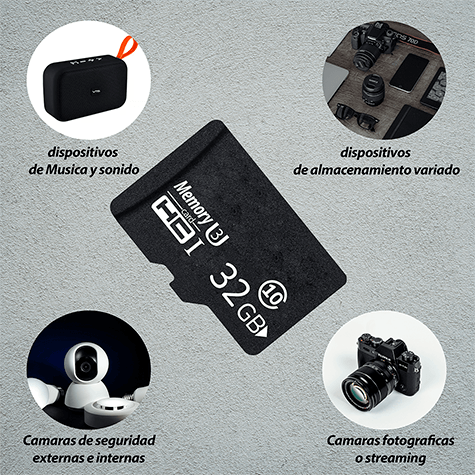 dispositivos
de Musica y sonido
dispositivos
de almacenamiento variado
Memory
card
U3
HC I
32GB
10
Camaras de seguridad
externas e internas
Camaras fotograficas
o streaming